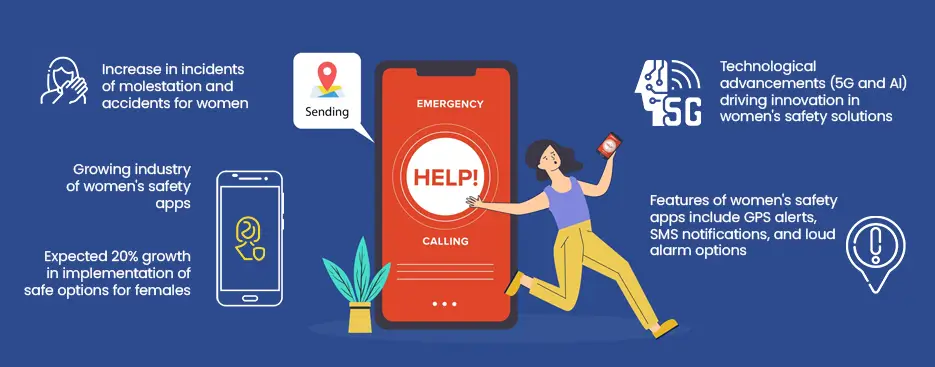 Increase in incidents
of molestation and
accidents for women
Growing industry
of women's safety
apps
Expected 20% growth
in implementation of
safe options for females
Sending
EMERGENCY
HELP!
CALLING
5G
Technological
advancements (5G and AI)
driving innovation in
women's safety solutions
Features of women's safety
apps include GPS alerts,
SMS notifications, and loud
alarm options